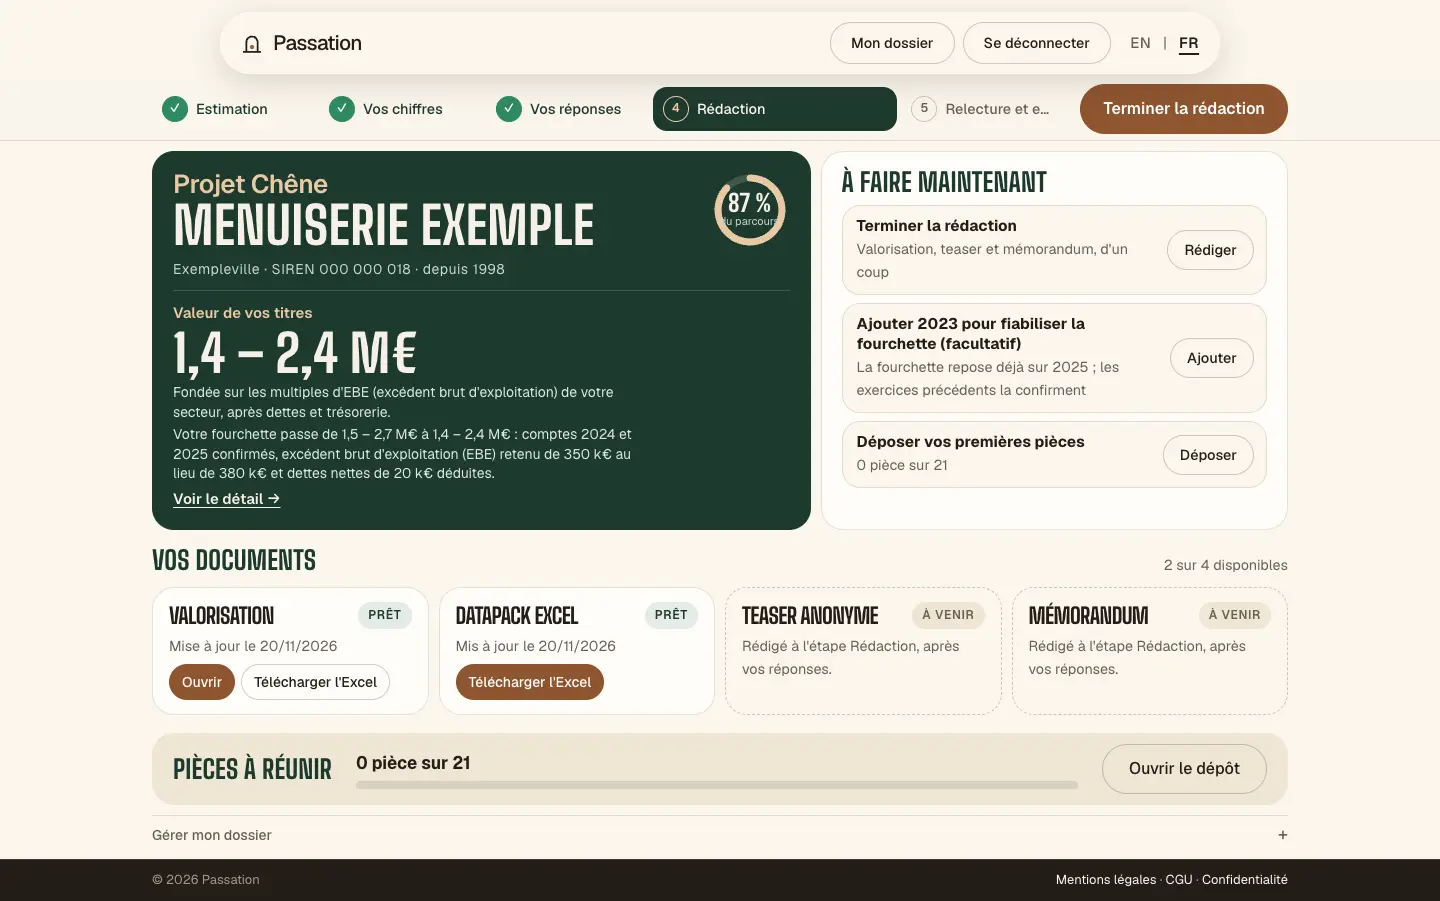 Passation
Mon dossier
Se déconnecter
EN | FR
Estimation
Vos chiffres
Vos réponses
4 Rédaction
5 Relecture et e...
Terminer la rédaction
Projet Chêne
MENUISERIE EXEMPLE
87 %
du parcours
Exempleville · SIREN 000 000 018 · depuis 1998
Valeur de vos titres
1,4 – 2,4 M€
Fondée sur les multiples d'EBE (excédent brut d'exploitation) de votre
secteur, après dettes et trésorerie.
Votre fourchette passe de 1,5 – 2,7 M€ à 1,4 – 2,4 M€ : comptes 2024 et
2025 confirmés, excédent brut d'exploitation (EBE) retenu de 350 k€ au
lieu de 380 k€ et dettes nettes de 20 k€ déduites.
Voir le détail →
À FAIRE MAINTENANT
Terminer la rédaction
Valorisation, teaser et mémorandum, d'un
coup
Rédiger
Ajouter 2023 pour fiabiliser la
fourchette (facultatif)
La fourchette repose déjà sur 2025 ; les
exercices précédents la confirment
Ajouter
Déposer vos premières pièces
0 pièce sur 21
Déposer
VOS DOCUMENTS
2 sur 4 disponibles
VALORISATION
PRÊT
Mise à jour le 20/11/2026
Ouvrir
Télécharger l'Excel
DATAPACK EXCEL
PRÊT
Mis à jour le 20/11/2026
Télécharger l'Excel
TEASER ANONYME
À VENIR
Rédigé à l'étape Rédaction, après
vos réponses.
MÉMORANDUM
À VENIR
Rédigé à l'étape Rédaction, après
vos réponses.
PIÈCES À RÉUNIR
0 pièce sur 21
Ouvrir le dépôt
Gérer mon dossier
+
© 2026 Passation
Mentions légales · CGU · Confidentialité